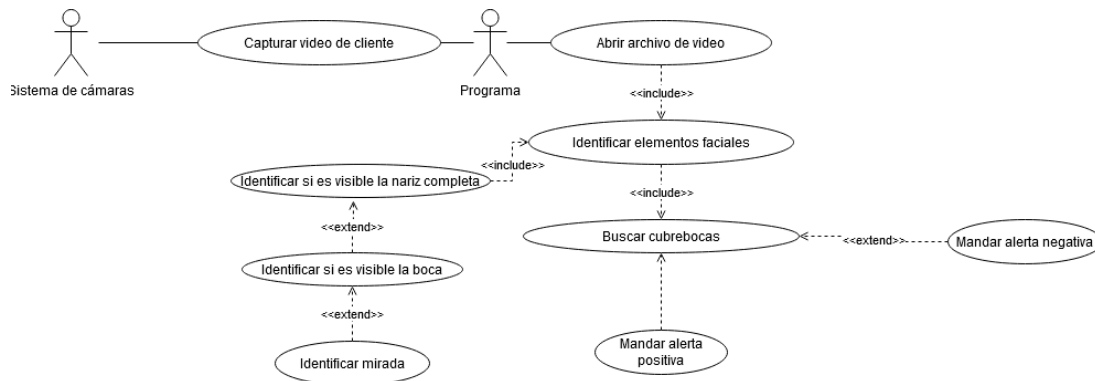 Capturar video de cliente
Abrir archivo de video
Sistema de cámaras
Programa
<<include>>
Identificar elementos faciales
<<include>>
Identificar si es visible la nariz completa
<<include>>
<<extend>>
Buscar cubrebocas
<<extend>>
Mandar alerta negativa
Identificar si es visible la boca
<<extend>>
Mandar alerta
positiva
Identificar mirada